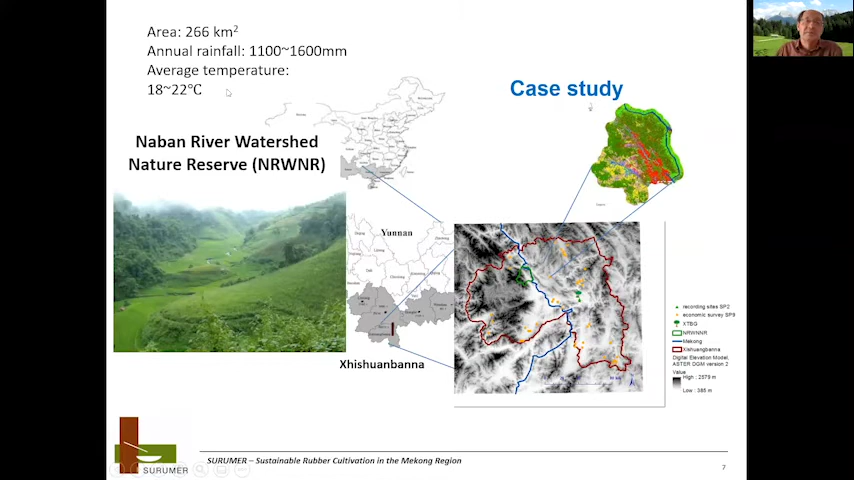 Area: 266 km²
Annual rainfall: 1100~1600mm
Average temperature:
18~22℃
Case study
Naban River Watershed
Nature Reserve (NRWNR)
Yunnan
Xhishuanbanna
recording sites SP2
economic survey SP9
XTBG
NRWNNR
Mekong
Xishuangbanna
Digital Elevation Model,
ASTER DGM version 2
Value
High : 2579 m
Low : 385 m
SURUMER
SURUMER – Sustainable Rubber Cultivation in the Mekong Region
7